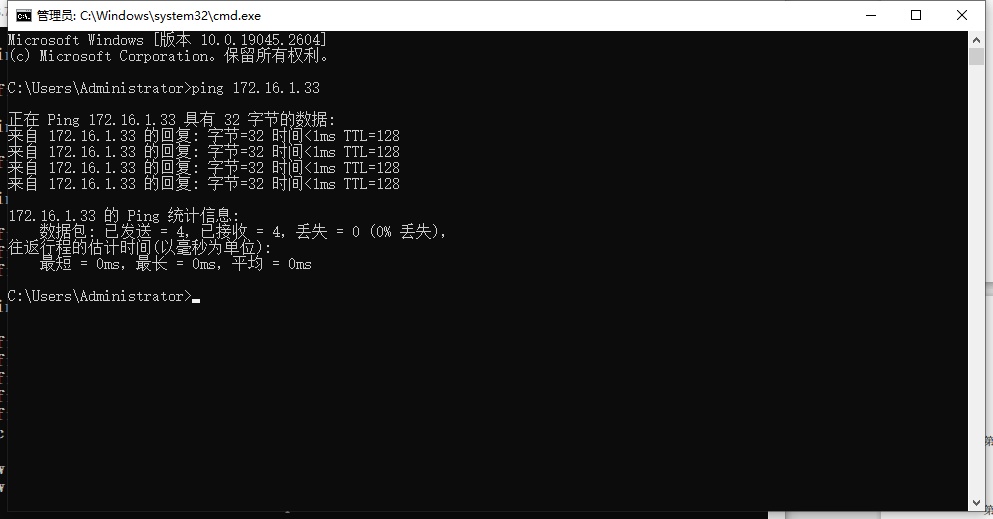 管理员: C:\Windows\system32\cmd.exe
Microsoft Windows [版本 10.0.19045.2604]
(c) Microsoft Corporation。保留所有权利。
C:\Users\Administrator>ping 172.16.1.33
正在 Ping 172.16.1.33 具有 32 字节的数据:
来自 172.16.1.33 的回复: 字节=32 时间<1ms TTL=128
来自 172.16.1.33 的回复: 字节=32 时间<1ms TTL=128
来自 172.16.1.33 的回复: 字节=32 时间<1ms TTL=128
来自 172.16.1.33 的回复: 字节=32 时间<1ms TTL=128
172.16.1.33 的 Ping 统计信息:
数据包: 已发送 = 4，已接收 = 4，丢失 = 0 (0% 丢失)，
往返行程的估计时间(以毫秒为单位):
最短 = 0ms，最长 = 0ms，平均 = 0ms
C:\Users\Administrator>